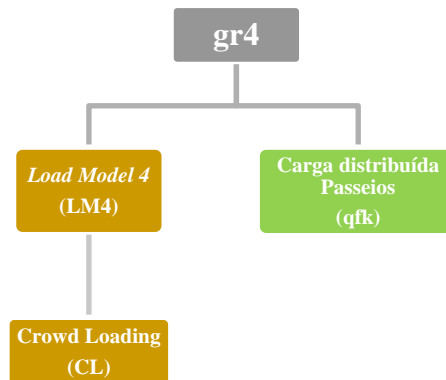 gr4
Load Model 4
(LM4)
Carga distribuída
Passeios
(qfk)
Crowd Loading
(CL)